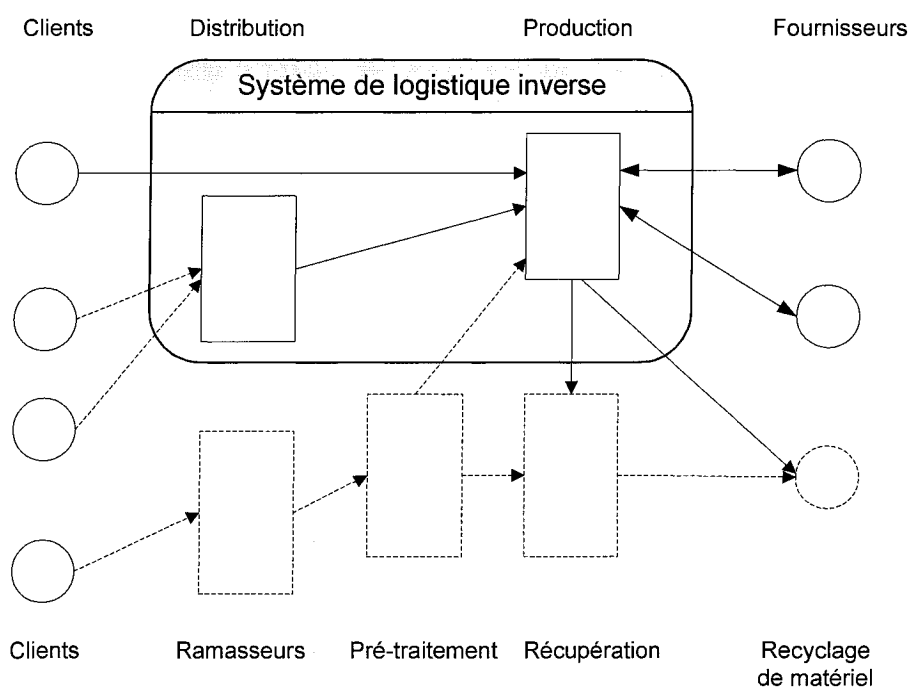 Clients Distribution Production Fournisseurs
Système de logistique inverse
Clients Ramasseurs Pré-traitement Récupération Recyclage
de matériel